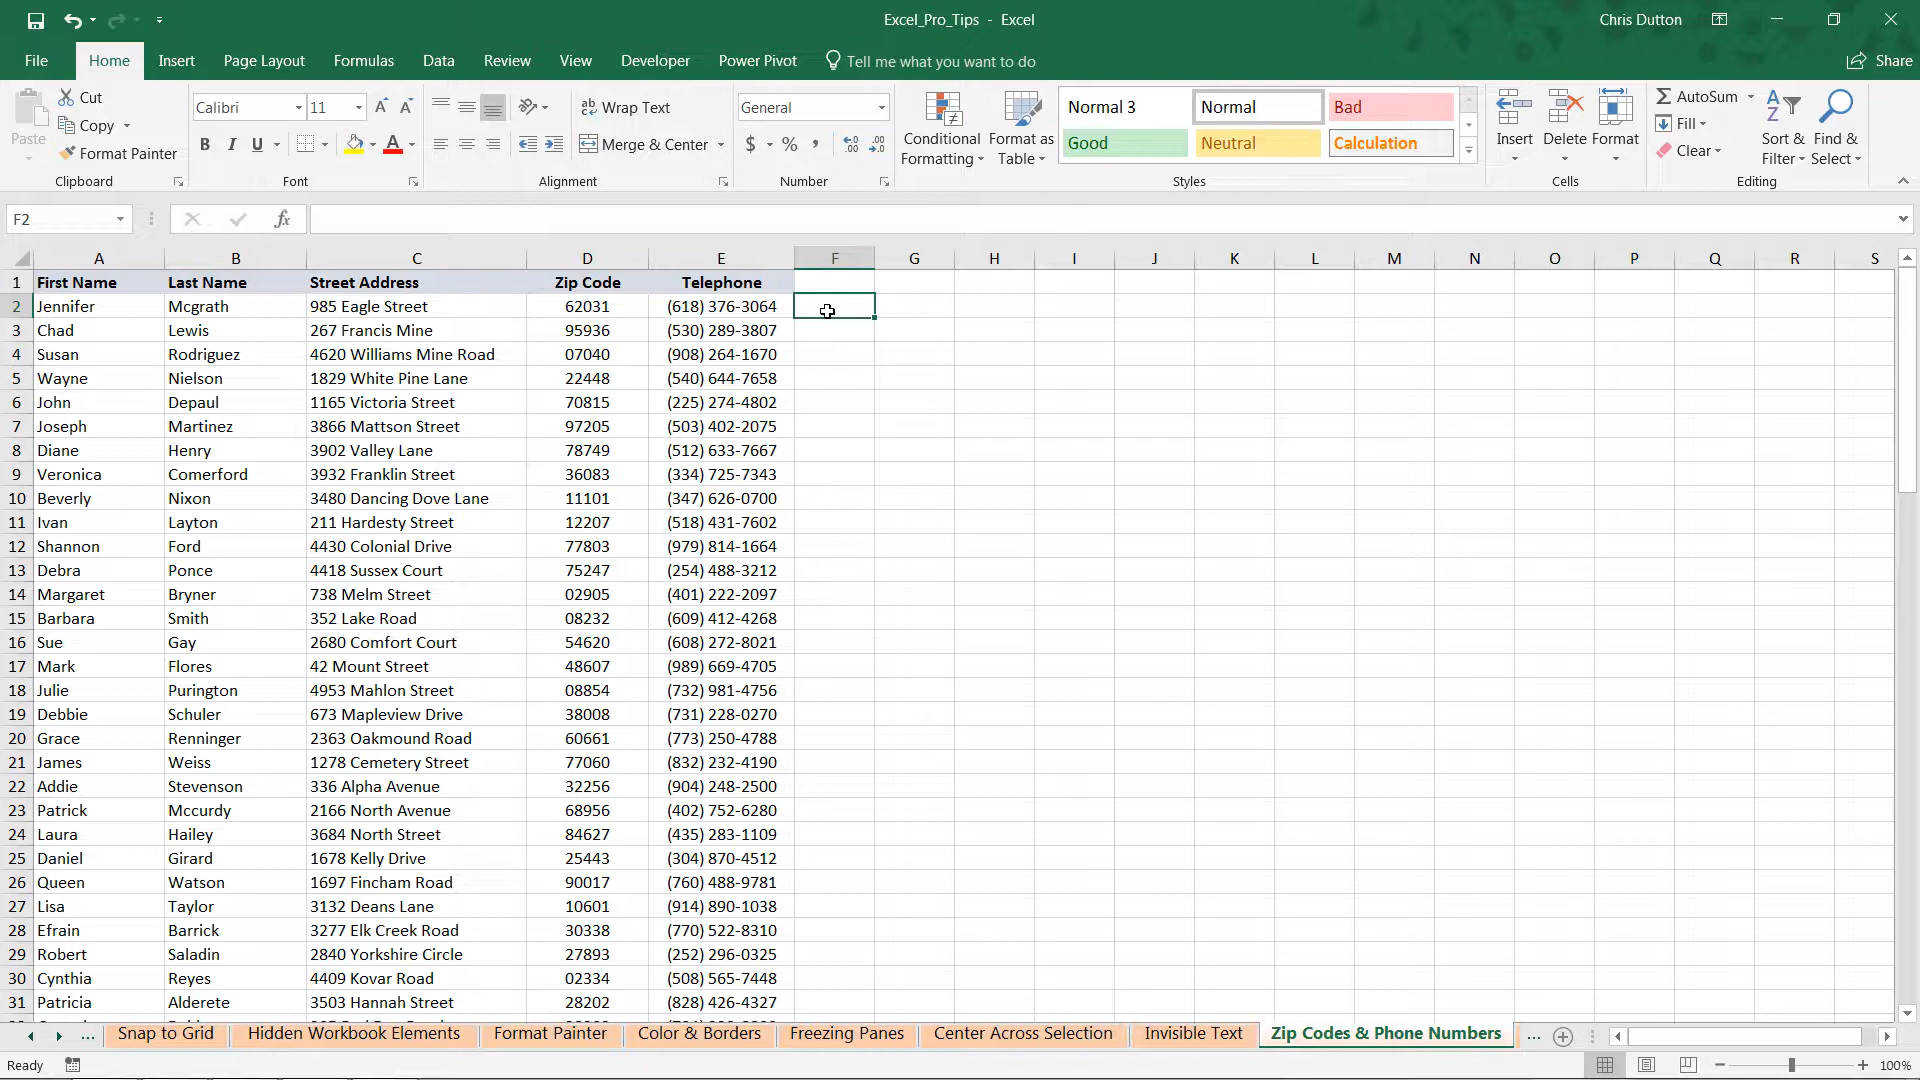 Excel_Pro_Tips - Excel
Chris Dutton
File Home Insert Page Layout Formulas Data Review View Developer Power Pivot Tell me what you want to do
Share
Paste
Cut
Copy
Format Painter
Clipboard
Calibri 11
B I U
Font
Wrap Text
Merge & Center
Alignment
General
$ % ,
Number
Conditional Formatting
Format as Table
Normal 3 Normal Bad
Good Neutral Calculation
Styles
Insert Delete Format
Cells
AutoSum
Fill
Clear
Sort & Filter
Find & Select
Editing
F2
fx
A B C D E F G H I J K L M N O P Q R S
1 First Name Last Name Street Address Zip Code Telephone
2 Jennifer Mcgrath 985 Eagle Street 62031 (618) 376-3064
3 Chad Lewis 267 Francis Mine 95936 (530) 289-3807
4 Susan Rodriguez 4620 Williams Mine Road 07040 (908) 264-1670
5 Wayne Nielson 1829 White Pine Lane 22448 (540) 644-7658
6 John Depaul 1165 Victoria Street 70815 (225) 274-4802
7 Joseph Martinez 3866 Mattson Street 97205 (503) 402-2075
8 Diane Henry 3902 Valley Lane 78749 (512) 633-7667
9 Veronica Comerford 3932 Franklin Street 36083 (334) 725-7343
10 Beverly Nixon 3480 Dancing Dove Lane 11101 (347) 626-0700
11 Ivan Layton 211 Hardesty Street 12207 (518) 431-7602
12 Shannon Ford 4430 Colonial Drive 77803 (979) 814-1664
13 Debra Ponce 4418 Sussex Court 75247 (254) 488-3212
14 Margaret Bryner 738 Melm Street 02905 (401) 222-2097
15 Barbara Smith 352 Lake Road 08232 (609) 412-4268
16 Sue Gay 2680 Comfort Court 54620 (608) 272-8021
17 Mark Flores 42 Mount Street 48607 (989) 669-4705
18 Julie Purington 4953 Mahlon Street 08854 (732) 981-4756
19 Debbie Schuler 673 Mapleview Drive 38008 (731) 228-0270
20 Grace Renninger 2363 Oakmound Road 60661 (773) 250-4788
21 James Weiss 1278 Cemetery Street 77060 (832) 232-4190
22 Addie Stevenson 336 Alpha Avenue 32256 (904) 248-2500
23 Patrick Mccurdy 2166 North Avenue 68956 (402) 752-6280
24 Laura Hailey 3684 North Street 84627 (435) 283-1109
25 Daniel Girard 1678 Kelly Drive 25443 (304) 870-4512
26 Queen Watson 1697 Fincham Road 90017 (760) 488-9781
27 Lisa Taylor 3132 Deans Lane 10601 (914) 890-1038
28 Efrain Barrick 3277 Elk Creek Road 30338 (770) 522-8310
29 Robert Saladin 2840 Yorkshire Circle 27893 (252) 296-0325
30 Cynthia Reyes 4409 Kovar Road 02334 (508) 565-7448
31 Patricia Alderete 3503 Hannah Street 28202 (828) 426-4327
... Snap to Grid Hidden Workbook Elements Format Painter Color & Borders Freezing Panes Center Across Selection Invisible Text Zip Codes & Phone Numbers ...
Ready
100%